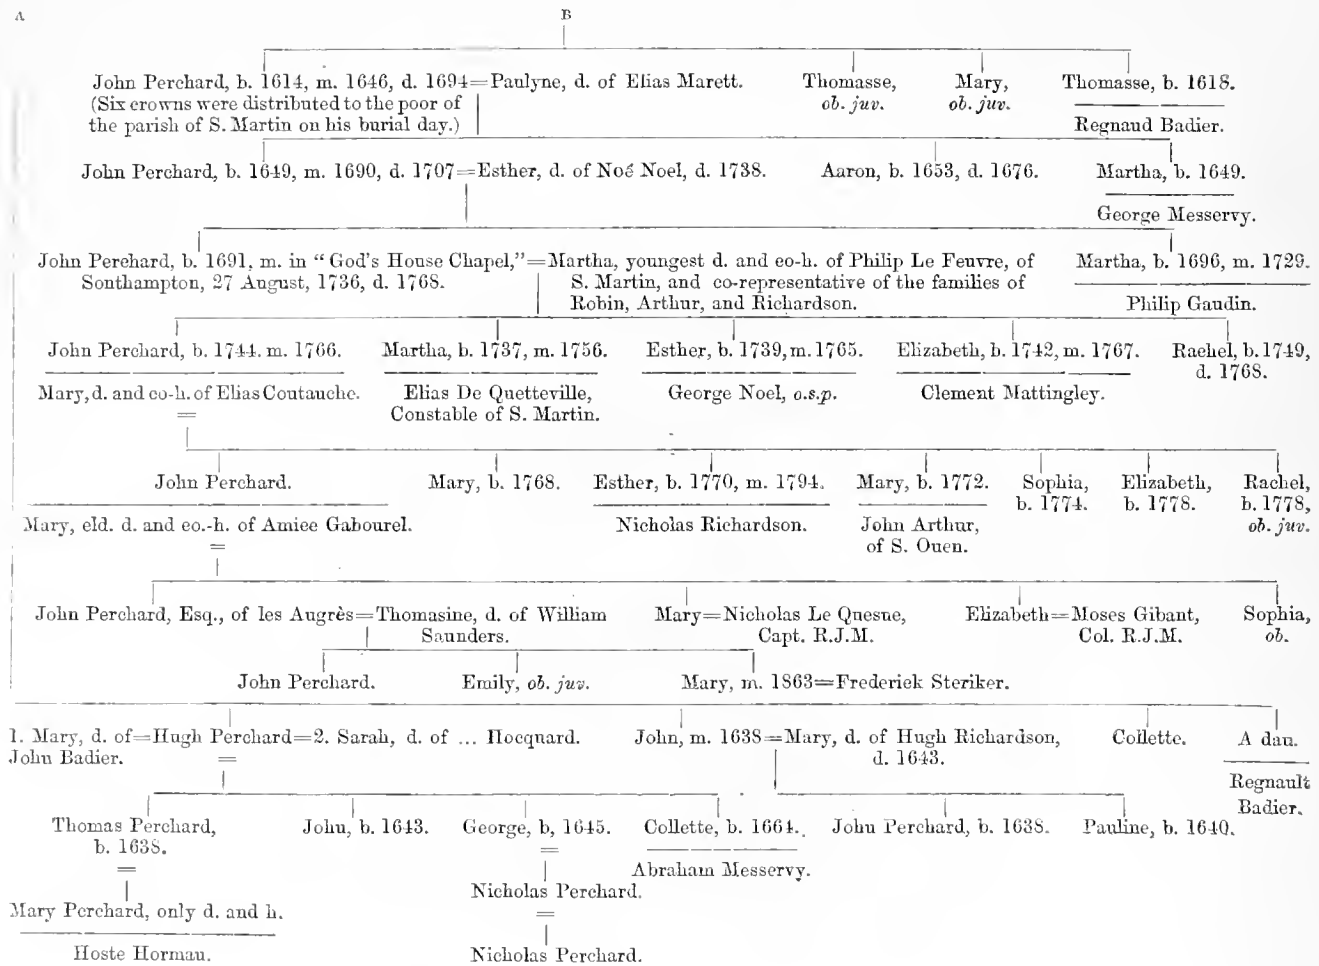 A
B
John Perchard, b. 1614, m. 1646, d. 1694=Paulyne, d. of Elias Marett.
(Six crowns were distributed to the poor of
the parish of S. Martin on his burial day.)
Thomasse,
ob. juv.
Mary,
ob. juv.
Thomasse, b. 1618.
Regnaud Badier.
John Perchard, b. 1649, m. 1690, d. 1707=Esther, d. of Noé Noel, d. 1738.
Aaron, b. 1653, d. 1676.
Martha, b. 1649.
George Messervy.
John Perchard, b. 1691, m. in “God's House Chapel,”=Martha, youngest d. and co-h. of Philip Le Feuvre, of
Southampton, 27 August, 1736, d. 1768.
S. Martin, and co-representative of the families of
Robin, Arthur, and Richardson.
Martha, b. 1696, m. 1729.
Philip Gaudin.
John Perchard, b. 1744. m. 1766.
Mary, d. and co-h. of Elias Coutauche.
=
Martha, b. 1737, m. 1756.
Elias De Quetteville,
Constable of S. Martin.
Esther, b. 1739, m. 1765.
George Noel, o.s.p.
Elizabeth, b. 1742, m. 1767.
Clement Mattingley.
Rachel, b. 1749,
d. 1768.
John Perchard.
Mary, eld. d. and co.-h. of Amice Gabourel.
=
Mary, b. 1768.
Esther, b. 1770, m. 1794.
Nicholas Richardson.
Mary, b. 1772.
John Arthur,
of S. Ouen.
Sophia,
b. 1774.
Elizabeth,
b. 1778.
Rachel,
b. 1778,
ob. juv.
John Perchard, Esq., of les Augrès=Thomasine, d. of William
Saunders.
Mary=Nicholas Le Quesne,
Capt. R.J.M.
Elizabeth=Moses Gibaut,
Col. R.J.M.
Sophia,
ob.
John Perchard.
Emily, ob. juv.
Mary, m. 1863=Frederick Steriker.
1. Mary, d. of=Hugh Perchard=2. Sarah, d. of ... Hocquard.
John Badier.
=
John, m. 1638=Mary, d. of Hugh Richardson,
d. 1643.
Collette.
A dau.
Regnault
Badier.
Thomas Perchard,
b. 1638.
=
John, b. 1643.
George, b, 1645.
=
Collette, b. 1664.
Abraham Messervy.
John Perchard, b. 1638.
Pauline, b. 1640.
Nicholas Perchard.
=
Mary Perchard, only d. and h.
Hoste Hormau.
Nicholas Perchard.